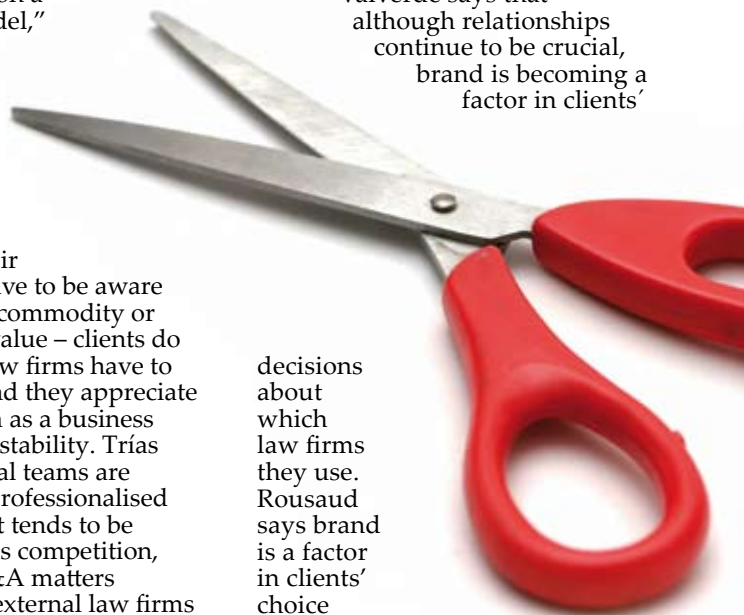 n a
del,”
ir
ve to be aware
commodity or
alue – clients do
w firms have to
nd they appreciate
n as a business
stability. Trías
al teams are
rofessionalised
t tends to be
s competition,
&A matters
external law firms
Valverde says that
although relationships
continue to be crucial,
brand is becoming a
factor in clients´
decisions
about
which
law firms
they use.
Rousaud
says brand
is a factor
in clients’
choice